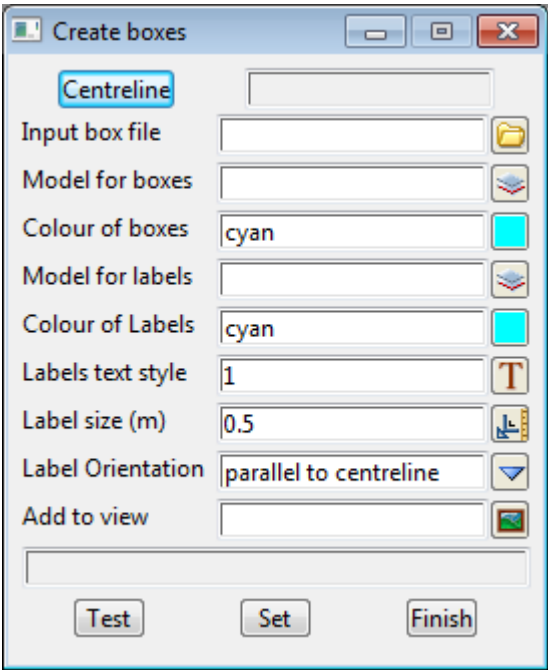 Create boxes
Centreline
Input box file
Model for boxes
Colour of boxes cyan
Model for labels
Colour of Labels cyan
Labels text style 1
Label size (m) 0.5
Label Orientation parallel to centreline
Add to view
Test Set Finish